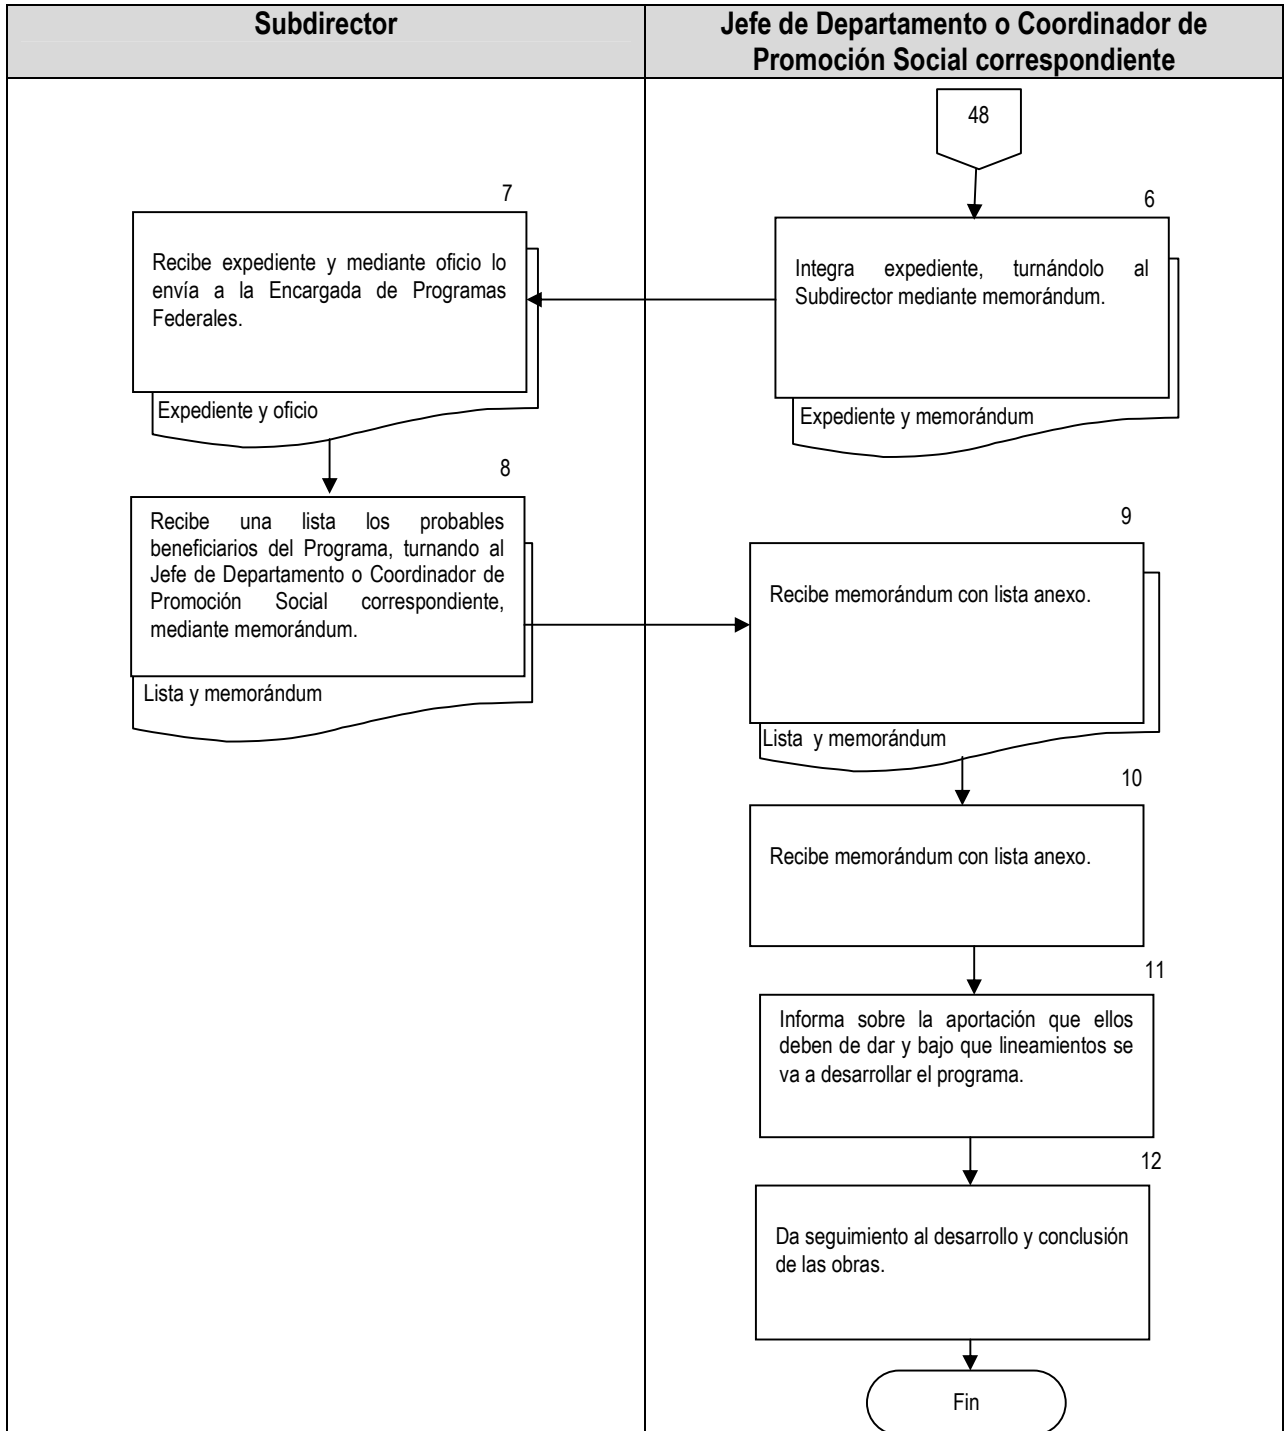 Subdirector
Jefe de Departamento o Coordinador de
Promoción Social correspondiente
48
6
Integra expediente, turnándolo al
Subdirector mediante memorándum.
Expediente y memorándum
7
Recibe expediente y mediante oficio lo
envía a la Encargada de Programas
Federales.
Expediente y oficio
8
Recibe una lista los probables
beneficiarios del Programa, turnando al
Jefe de Departamento o Coordinador de
Promoción Social correspondiente,
mediante memorándum.
Lista y memorándum
9
Recibe memorándum con lista anexo.
Lista y memorándum
10
Recibe memorándum con lista anexo.
11
Informa sobre la aportación que ellos
deben de dar y bajo que lineamientos se
va a desarrollar el programa.
12
Da seguimiento al desarrollo y conclusión
de las obras.
Fin